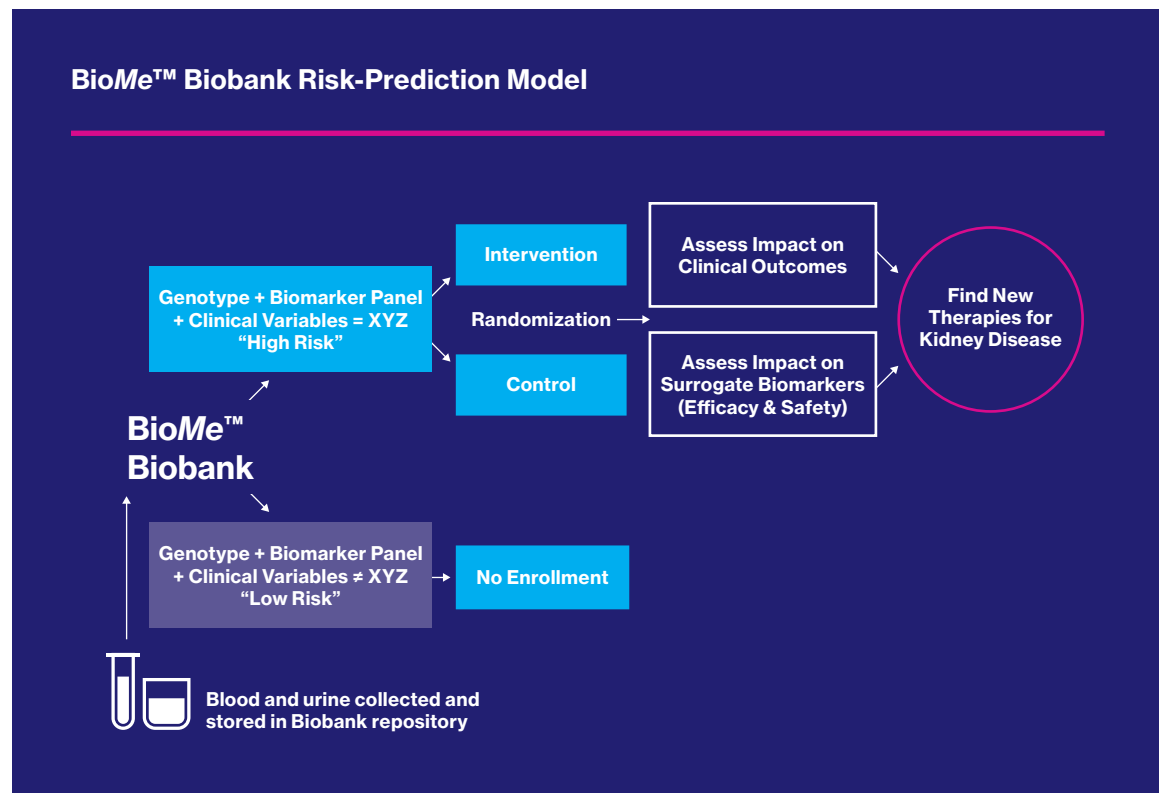 BioMe™ Biobank Risk-Prediction Model
Genotype + Biomarker Panel
+ Clinical Variables = XYZ
“High Risk”
Intervention
Randomization
Control
Assess Impact on
Clinical Outcomes
Assess Impact on
Surrogate Biomarkers
(Efficacy & Safety)
Find New
Therapies for
Kidney Disease
BioMe™
Biobank
Genotype + Biomarker Panel
+ Clinical Variables ≠ XYZ
“Low Risk”
No Enrollment
Blood and urine collected and
stored in Biobank repository